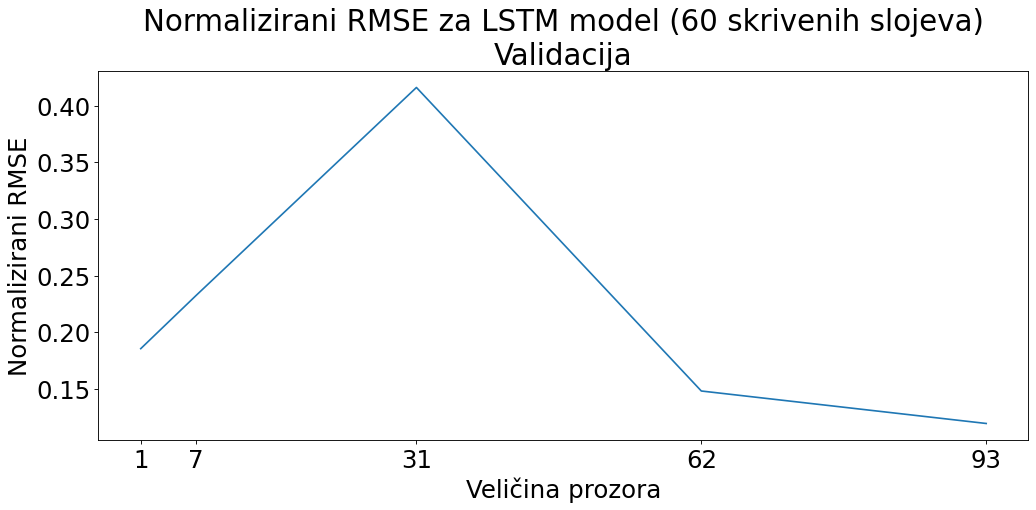 Normalizirani RMSE za LSTM model (60 skrivenih slojeva)
Validacija
Normalizirani RMSE
0.40
0.35
0.30
0.25
0.20
0.15
1 7 31 62 93
Veličina prozora